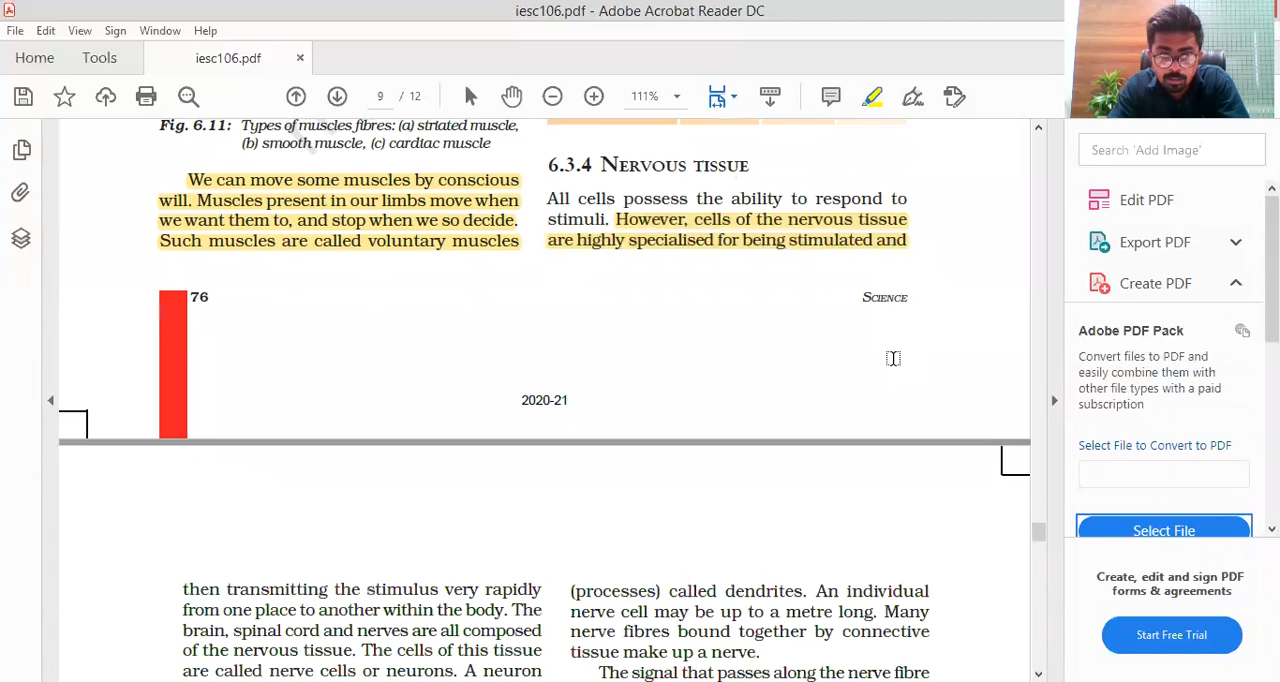 iesc106.pdf - Adobe Acrobat Reader DC
File Edit View Sign Window Help
Home Tools iesc106.pdf ×
9 / 12 111%
Fig. 6.11: Types of muscles fibres: (a) striated muscle,
(b) smooth muscle, (c) cardiac muscle
We can move some muscles by conscious
will. Muscles present in our limbs move when
we want them to, and stop when we so decide.
Such muscles are called voluntary muscles
6.3.4 NERVOUS TISSUE
All cells possess the ability to respond to
stimuli. However, cells of the nervous tissue
are highly specialised for being stimulated and
76
SCIENCE
2020-21
then transmitting the stimulus very rapidly
from one place to another within the body. The
brain, spinal cord and nerves are all composed
of the nervous tissue. The cells of this tissue
are called nerve cells or neurons. A neuron
(processes) called dendrites. An individual
nerve cell may be up to a metre long. Many
nerve fibres bound together by connective
tissue make up a nerve.
The signal that passes along the nerve fibre
Search 'Add Image'
Edit PDF
Export PDF
Create PDF
Adobe PDF Pack
Convert files to PDF and
easily combine them with
other file types with a paid
subscription
Select File to Convert to PDF
Select File
Create, edit and sign PDF
forms & agreements
Start Free Trial